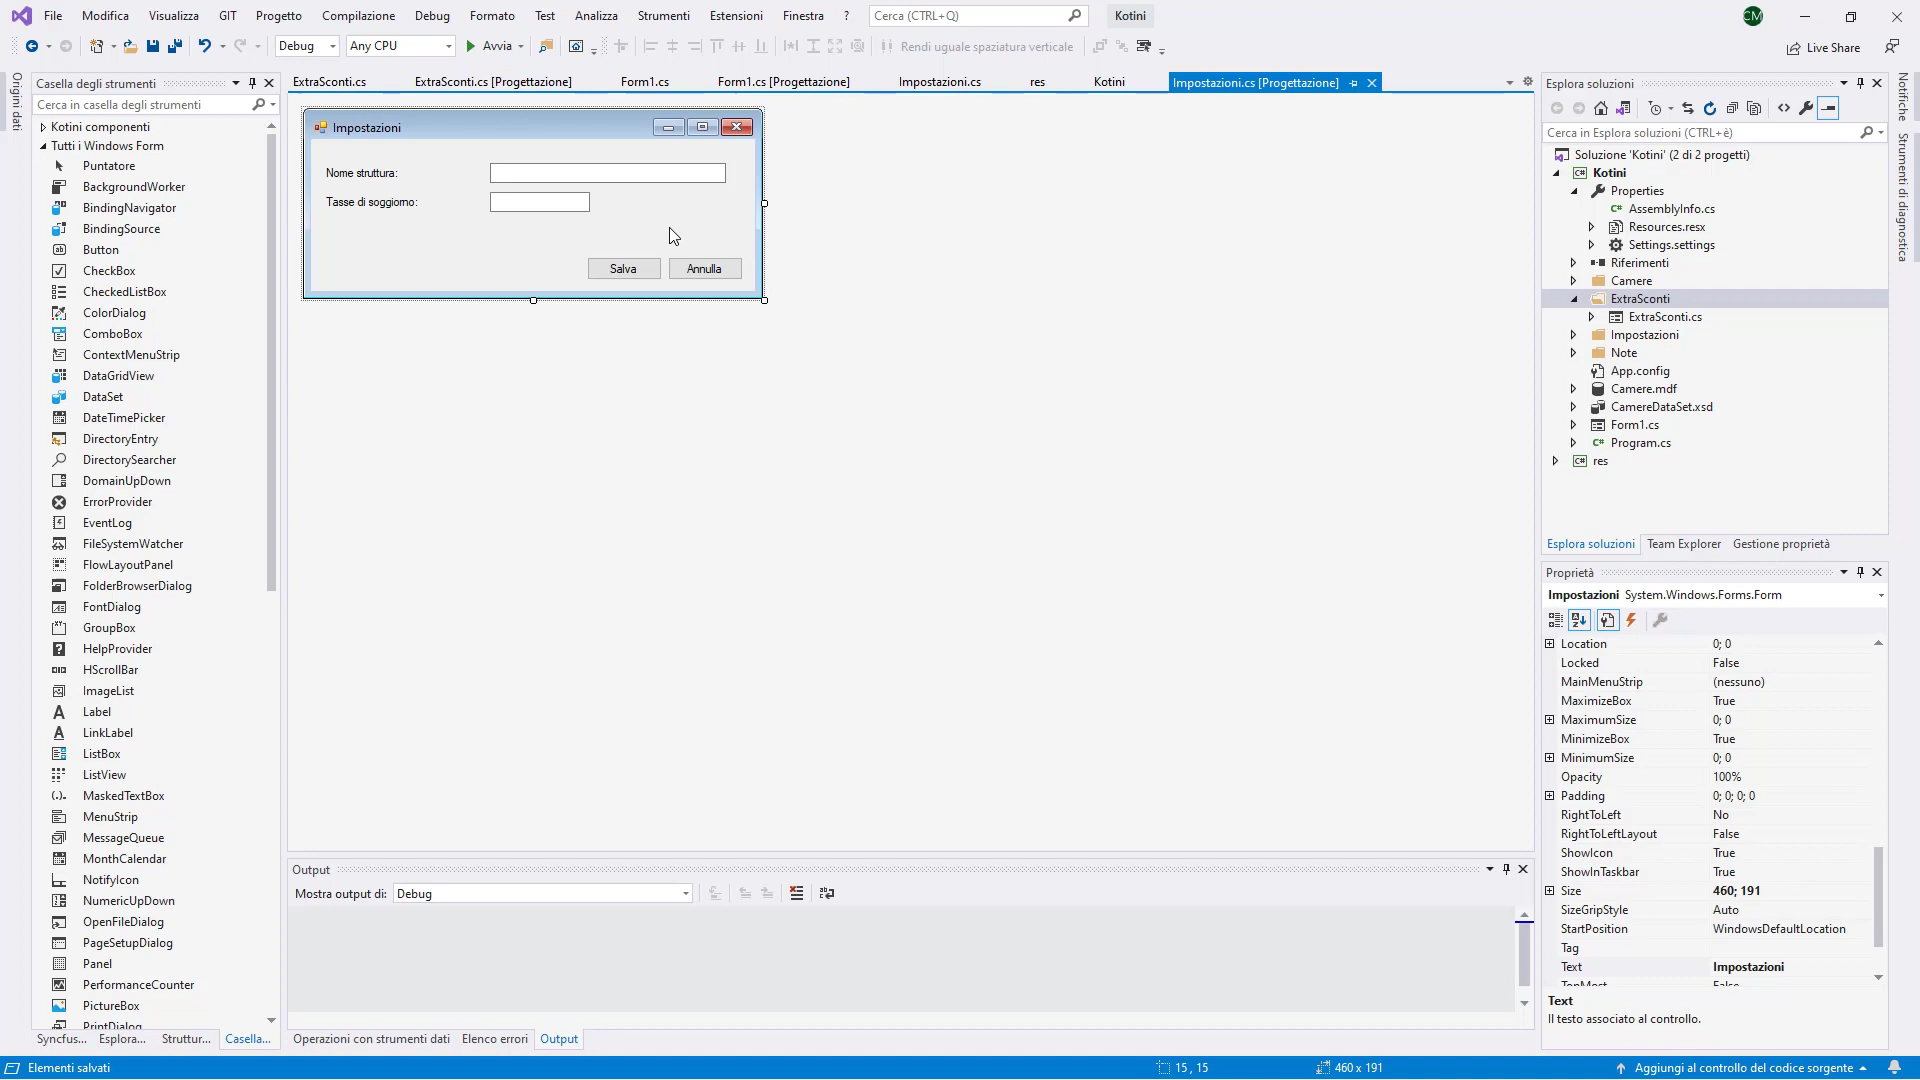 File Modifica Visualizza GIT Progetto Compilazione Debug Formato Test Analizza Strumenti Estensioni Finestra ? Cerca (CTRL+Q) Kotini CM
Debug Any CPU Avvia Rendi uguale spaziatura verticale Live Share
Origini dati
Casella degli strumenti
Cerca in casella degli strumenti
Kotini componenti
Tutti i Windows Form
Puntatore
BackgroundWorker
BindingNavigator
BindingSource
Button
CheckBox
CheckedListBox
ColorDialog
ComboBox
ContextMenuStrip
DataGridView
DataSet
DateTimePicker
DirectoryEntry
DirectorySearcher
DomainUpDown
ErrorProvider
EventLog
FileSystemWatcher
FlowLayoutPanel
FolderBrowserDialog
FontDialog
GroupBox
HelpProvider
HScrollBar
ImageList
Label
LinkLabel
ListBox
ListView
MaskedTextBox
MenuStrip
MessageQueue
MonthCalendar
NotifyIcon
NumericUpDown
OpenFileDialog
PageSetupDialog
Panel
PerformanceCounter
PictureBox
PrintDialog
Syncfus... Esplora... Struttur... Casella...
ExtraSconti.cs ExtraSconti.cs [Progettazione] Form1.cs Form1.cs [Progettazione] Impostazioni.cs res Kotini Impostazioni.cs [Progettazione]
Impostazioni
Nome struttura:
Tasse di soggiorno:
Salva Annulla
Output
Mostra output di: Debug
Operazioni con strumenti dati Elenco errori Output
Esplora soluzioni
Cerca in Esplora soluzioni (CTRL+è)
Soluzione 'Kotini' (2 di 2 progetti)
Kotini
Properties
AssemblyInfo.cs
Resources.resx
Settings.settings
Riferimenti
Camere
ExtraSconti
ExtraSconti.cs
Impostazioni
Note
App.config
Camere.mdf
CamereDataSet.xsd
Form1.cs
Program.cs
res
Esplora soluzioni Team Explorer Gestione proprietà
Proprietà
Impostazioni System.Windows.Forms.Form
Location 0; 0
Locked False
MainMenuStrip (nessuno)
MaximizeBox True
MaximumSize 0; 0
MinimizeBox True
MinimumSize 0; 0
Opacity 100%
Padding 0; 0; 0; 0
RightToLeft No
RightToLeftLayout False
ShowIcon True
ShowInTaskbar True
Size 460; 191
SizeGripStyle Auto
StartPosition WindowsDefaultLocation
Tag
Text Impostazioni
TopMost False
Text
Il testo associato al controllo.
Notifiche
Strumenti di diagnostica
Elementi salvati 15 , 15 460 x 191 Aggiungi al controllo del codice sorgente